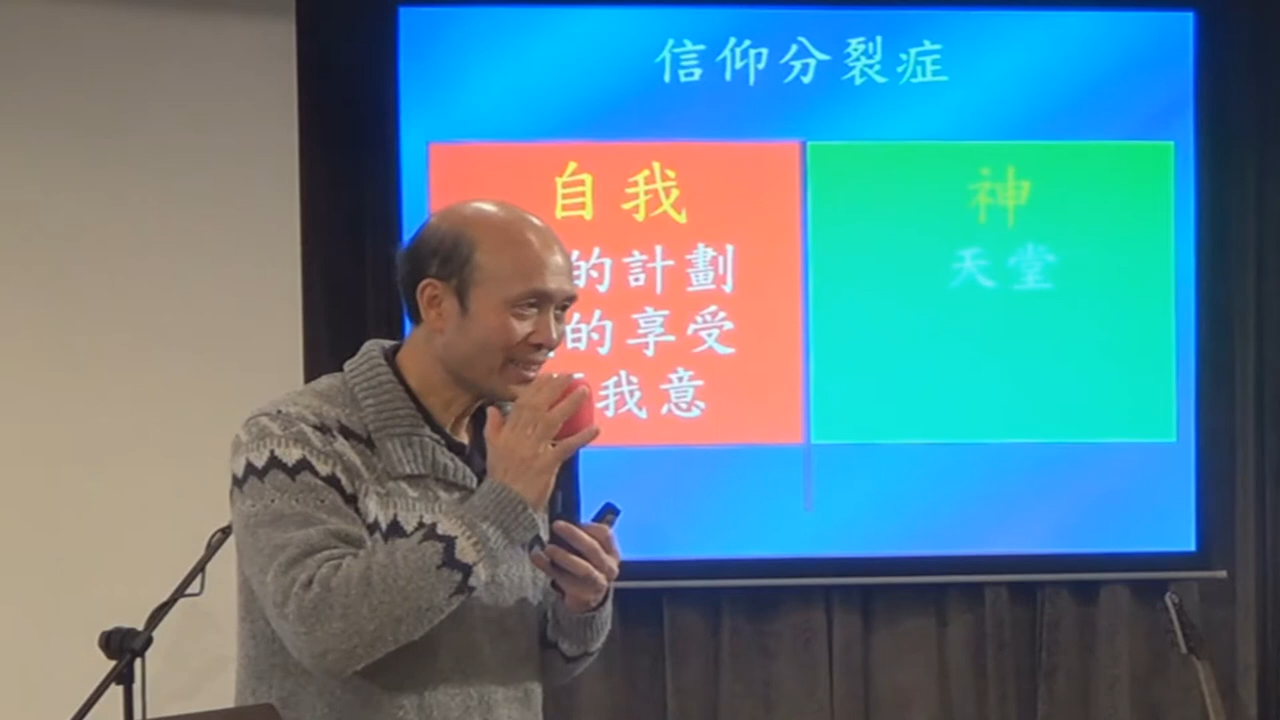 信仰分裂症
自我
的計劃
的享受
我意
神
天堂